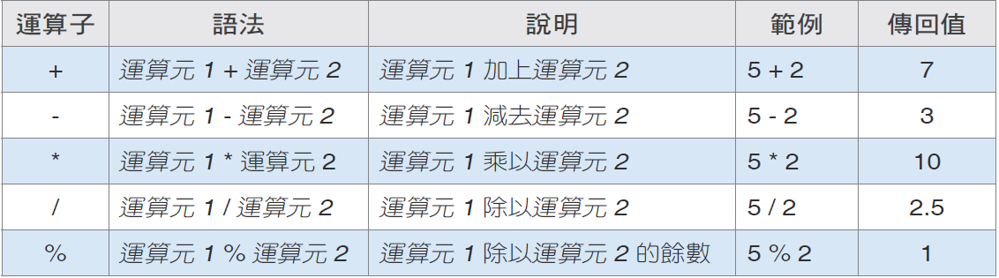 運算子 語法 說明 範例 傳回值
+ 運算元 1 + 運算元 2 運算元 1 加上運算元 2 5 + 2 7
- 運算元 1 - 運算元 2 運算元 1 減去運算元 2 5 - 2 3
* 運算元 1 * 運算元 2 運算元 1 乘以運算元 2 5 * 2 10
/ 運算元 1 / 運算元 2 運算元 1 除以運算元 2 5 / 2 2.5
% 運算元 1 % 運算元 2 運算元 1 除以運算元 2 的餘數 5 % 2 1